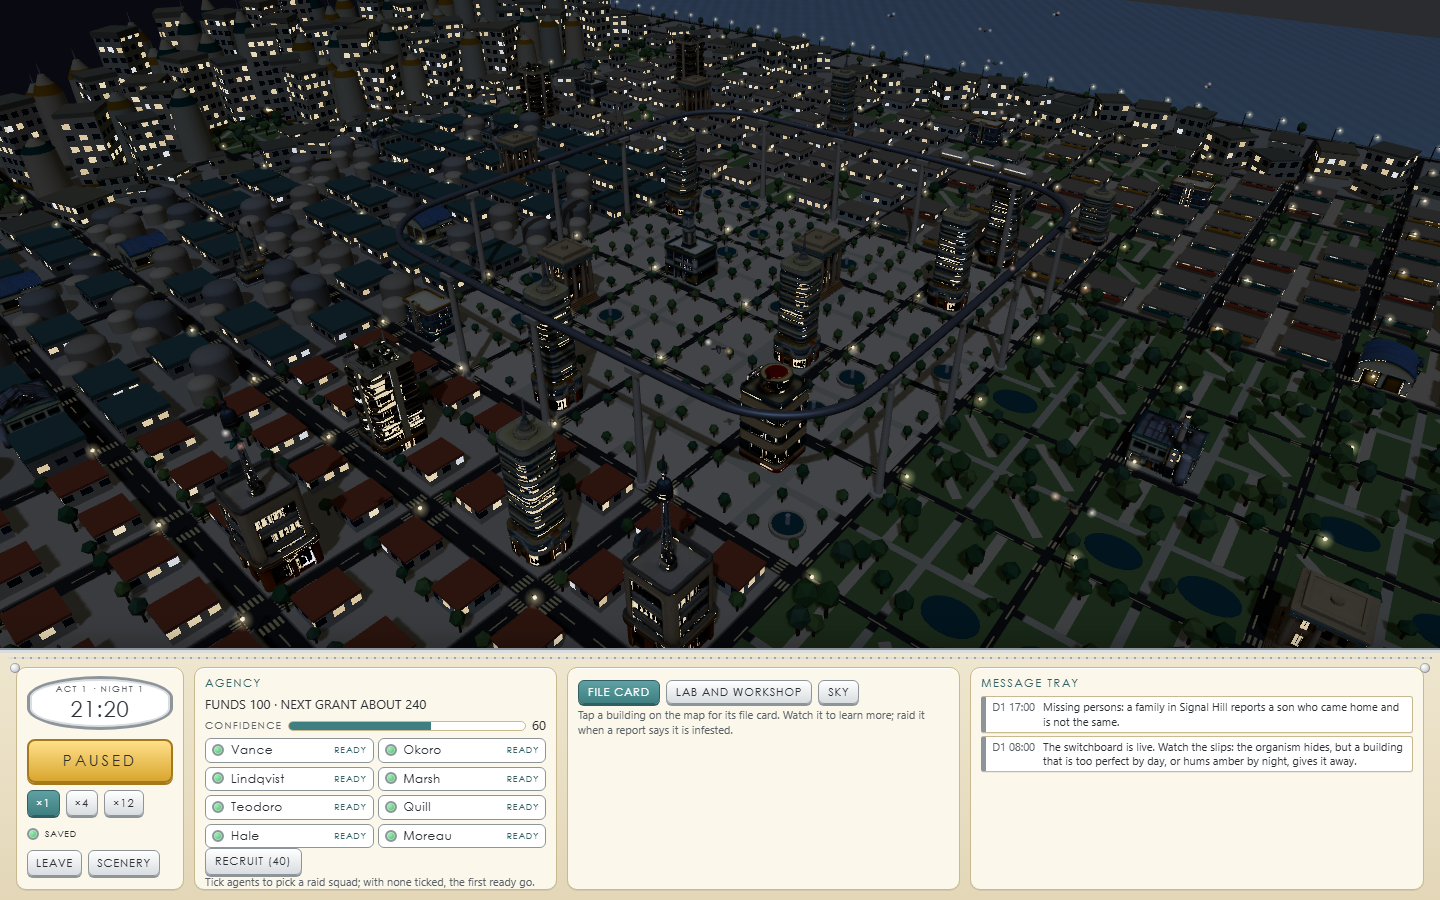 ACT 1 · NIGHT 1
21:20
PAUSED
×1
×4
×12
SAVED
LEAVE
SCENERY
AGENCY
FUNDS 100 · NEXT GRANT ABOUT 240
CONFIDENCE
60
Vance READY
Okoro READY
Lindqvist READY
Marsh READY
Teodoro READY
Quill READY
Hale READY
Moreau READY
RECRUIT (40)
Tick agents to pick a raid squad; with none ticked, the first ready go.
FILE CARD
LAB AND WORKSHOP
SKY
Tap a building on the map for its file card. Watch it to learn more; raid it
when a report says it is infested.
MESSAGE TRAY
D1 17:00 Missing persons: a family in Signal Hill reports a son who came home and
is not the same.
D1 08:00 The switchboard is live. Watch the slips: the organism hides, but a building
that is too perfect by day, or hums amber by night, gives it away.